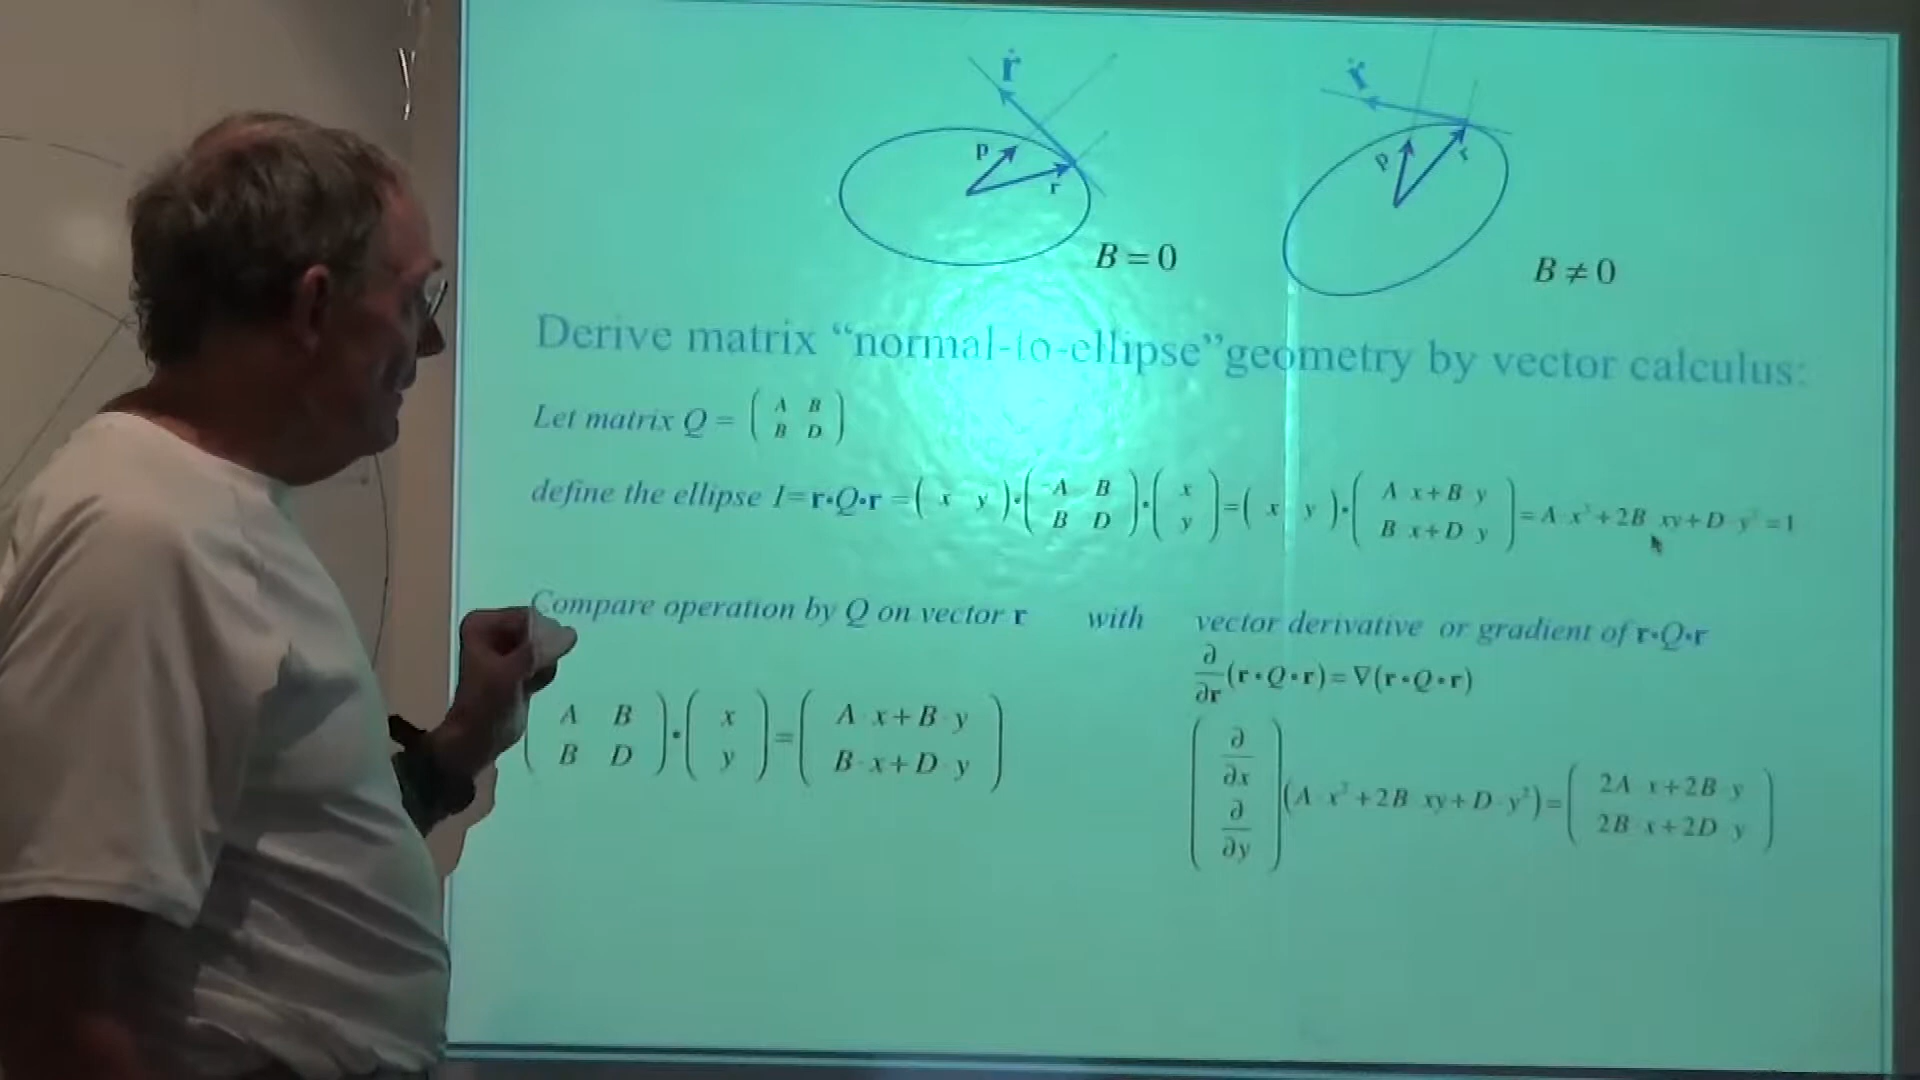 ṙ
ṙ
p
r
p
r
B = 0
B ≠ 0
Derive matrix “normal-to-ellipse”geometry by vector calculus:
Let matrix Q = ( A B
B D )
define the ellipse 1=r•Q•r =( x y )•( A B
B D )•( x
y )=( x y )•( A·x+B·y
B·x+D·y )=A·x²+2B·xy+D·y²=1
Compare operation by Q on vector r with vector derivative or gradient of r•Q•r
∂/∂r (r•Q•r)=∇(r•Q•r)
( A B
B D )•( x
y )=( A·x+B·y
B·x+D·y )
( ∂/∂x
∂/∂y )(A·x²+2B·xy+D·y²)=( 2A·x+2B·y
2B·x+2D·y )